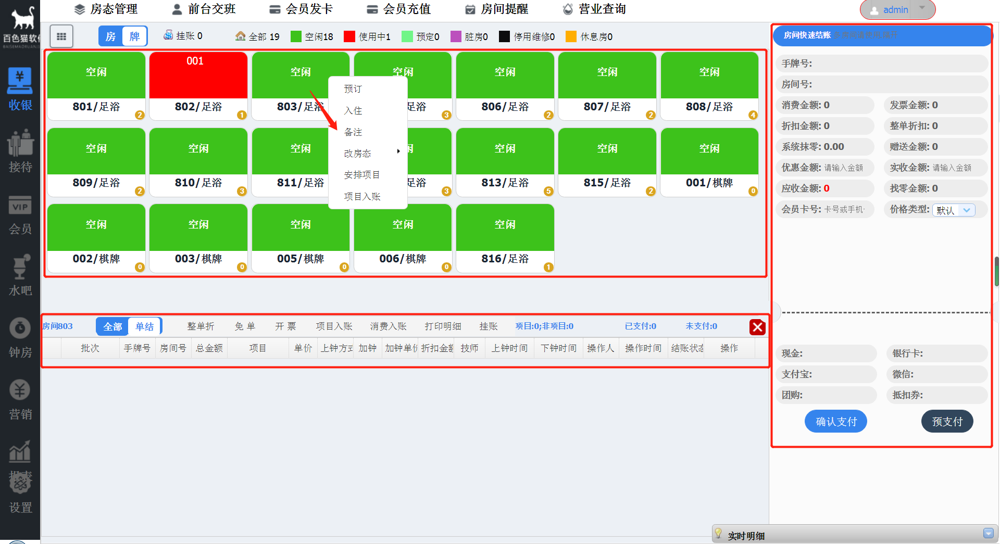 房态管理 前台交班 会员发卡 会员充值 房间提醒 营业查询 admin
百色猫软件
BAISEMAORUANJI
收银
接待
VIP
会员
水吧
钟房
营销
报表
设置
房 牌 挂账 0 全部 19 空闲18 使用中1 预定0 脏房0 停用维修0 休息房0
空闲 001 空闲 空闲 空闲 空闲 空闲
801/足浴 2 802/足浴 1 803/足浴 足浴 3 806/足浴 2 807/足浴 2 808/足浴 4
空闲 空闲 空闲 闲 空闲 空闲 空闲
809/足浴 2 810/足浴 3 811/足浴 足浴 3 813/足浴 5 815/足浴 2 001/棋牌 0
空闲 空闲 空闲 空闲 空闲
002/棋牌 0 003/棋牌 0 005/棋牌 0 006/棋牌 0 816/足浴 1
预订
入住
备注
改房态
安排项目
项目入账
房间803 全部 单结 整单折 免 单 开 票 项目入账 消费入账 打印明细 挂账 项目:0;非项目:0 已支付:0 未支付:0
批次 手牌号 房间号 总金额 项目 单价 上钟方式 加钟 加钟单价 折扣金额 技师 上钟时间 下钟时间 操作人 操作时间 结账状态 操作
房间快速结账
手牌号:
房间号:
消费金额: 0 发票金额: 0
折扣金额: 0 整单折扣: 0
系统抹零: 0.00 赠送金额: 0
优惠金额: 请输入金额 实收金额: 请输入金额
应收金额: 0 找零金额: 0
会员卡号: 卡号或手机 价格类型: 默认
现金: 银行卡:
支付宝: 微信:
团购: 抵扣券:
确认支付 预支付
实时明细